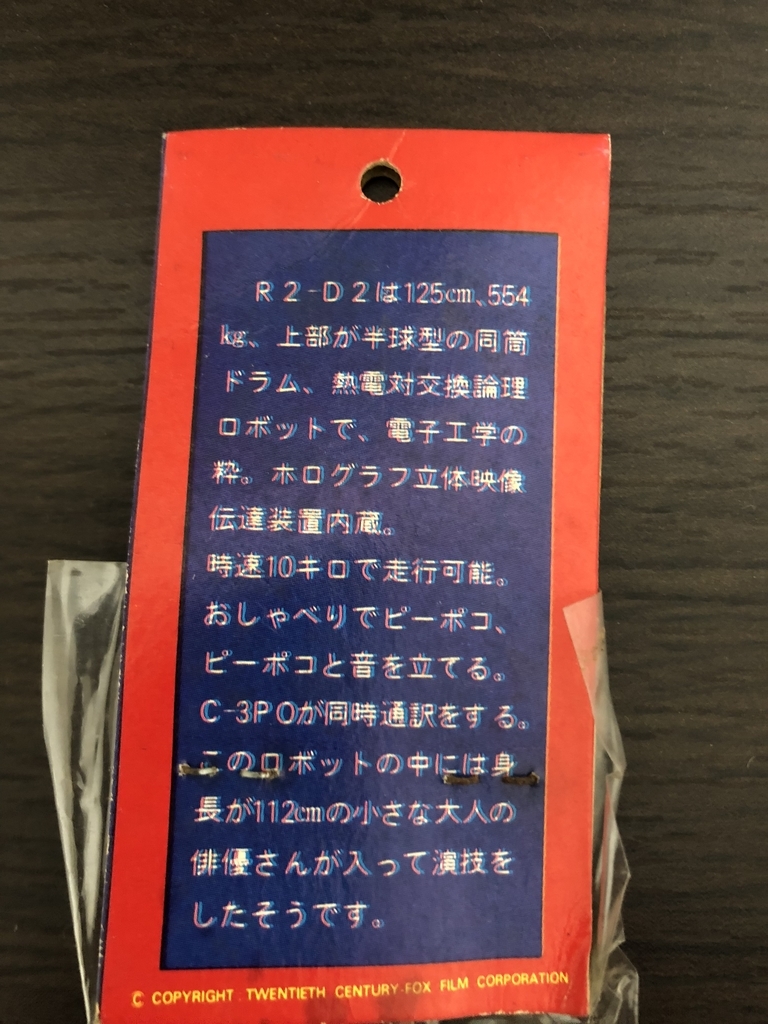 R2-D2は125cm、554
kg、上部が半球型の同筒
ドラム、熱電対交換論理
ロボットで、電子工学の
粋。ホログラフ立体映像
伝達装置内蔵。
時速10キロで走行可能。
おしゃべりでピーポコ、
ピーポコと音を立てる。
C-3POが同時通訳をする。
このロボットの中には身
長が112cmの小さな大人の
俳優さんが入って演技を
したそうです。
© COPYRIGHT TWENTIETH CENTURY-FOX FILM CORPORATION